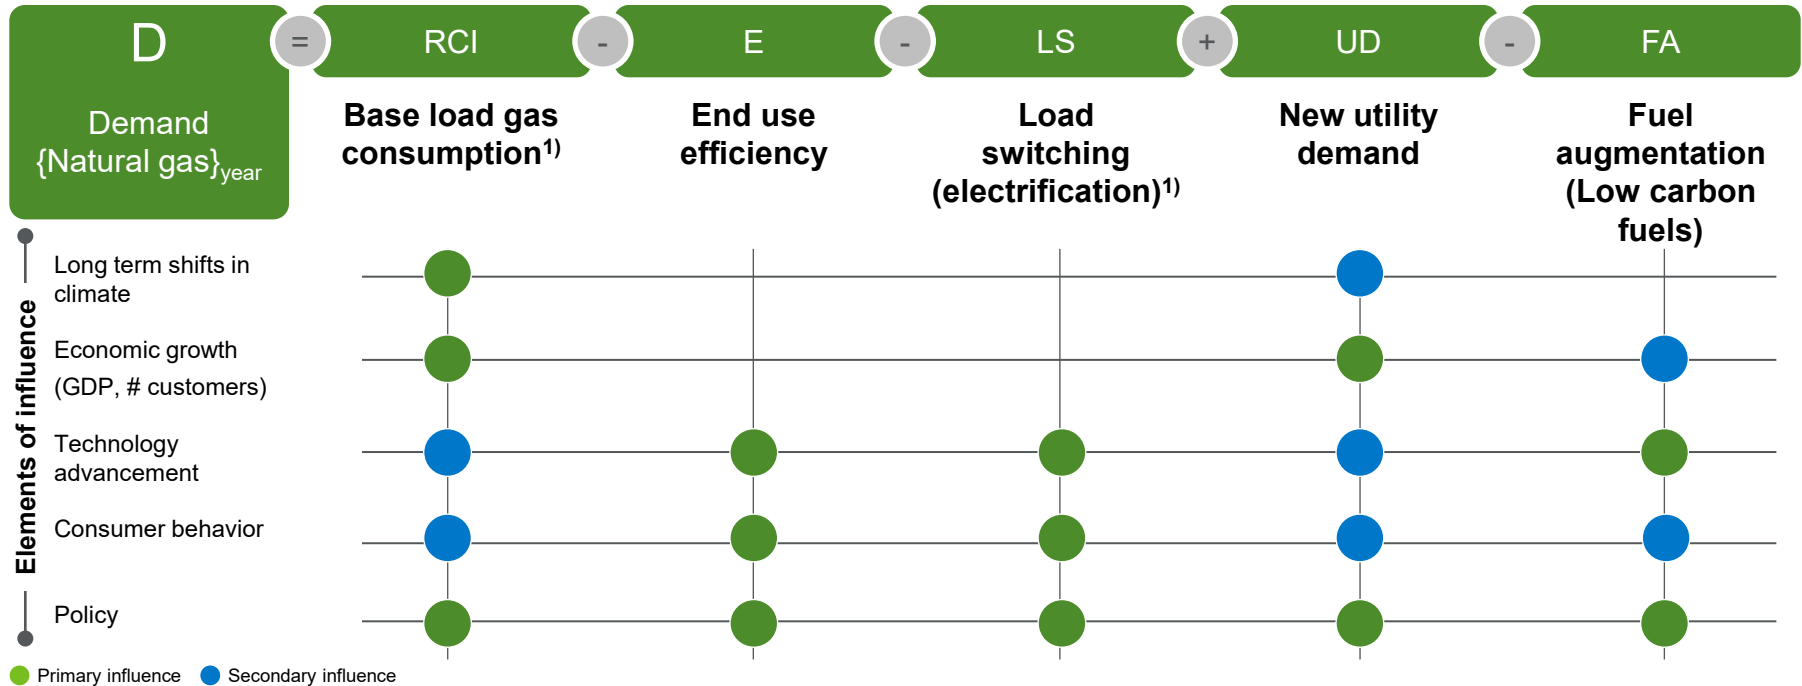 D = RCI - E - LS + UD - FA
Demand
{Natural gas}year
Base load gas
consumption1)
End use
efficiency
Load
switching
(electrification)1)
New utility
demand
Fuel
augmentation
(Low carbon
fuels)
Elements of influence
Long term shifts in
climate
Economic growth
(GDP, # customers)
Technology
advancement
Consumer behavior
Policy
Primary influence
Secondary influence